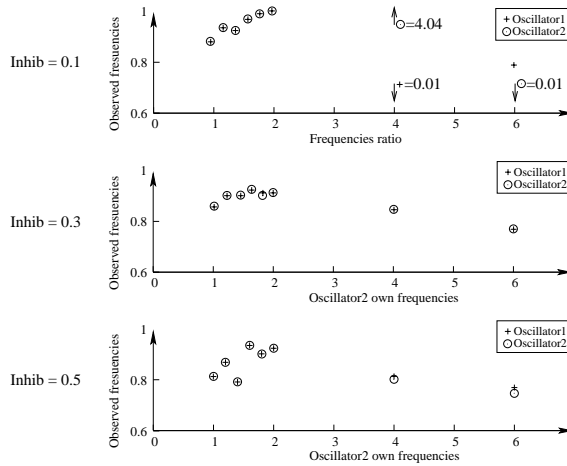 Inhib = 0.1
Observed fresuencies
1
0.8
0.6
=4.04
=0.01
=0.01
+ Oscillator1
Oscillator2
0 1 2 3 4 5 6
Frequencies ratio
Inhib = 0.3
Observed fresuencies
1
0.8
0.6
+ Oscillator1
Oscillator2
0 1 2 3 4 5 6
Oscillator2 own frequencies
Inhib = 0.5
Observed fresuencies
1
0.8
0.6
+ Oscillator1
Oscillator2
0 1 2 3 4 5 6
Oscillator2 own frequencies